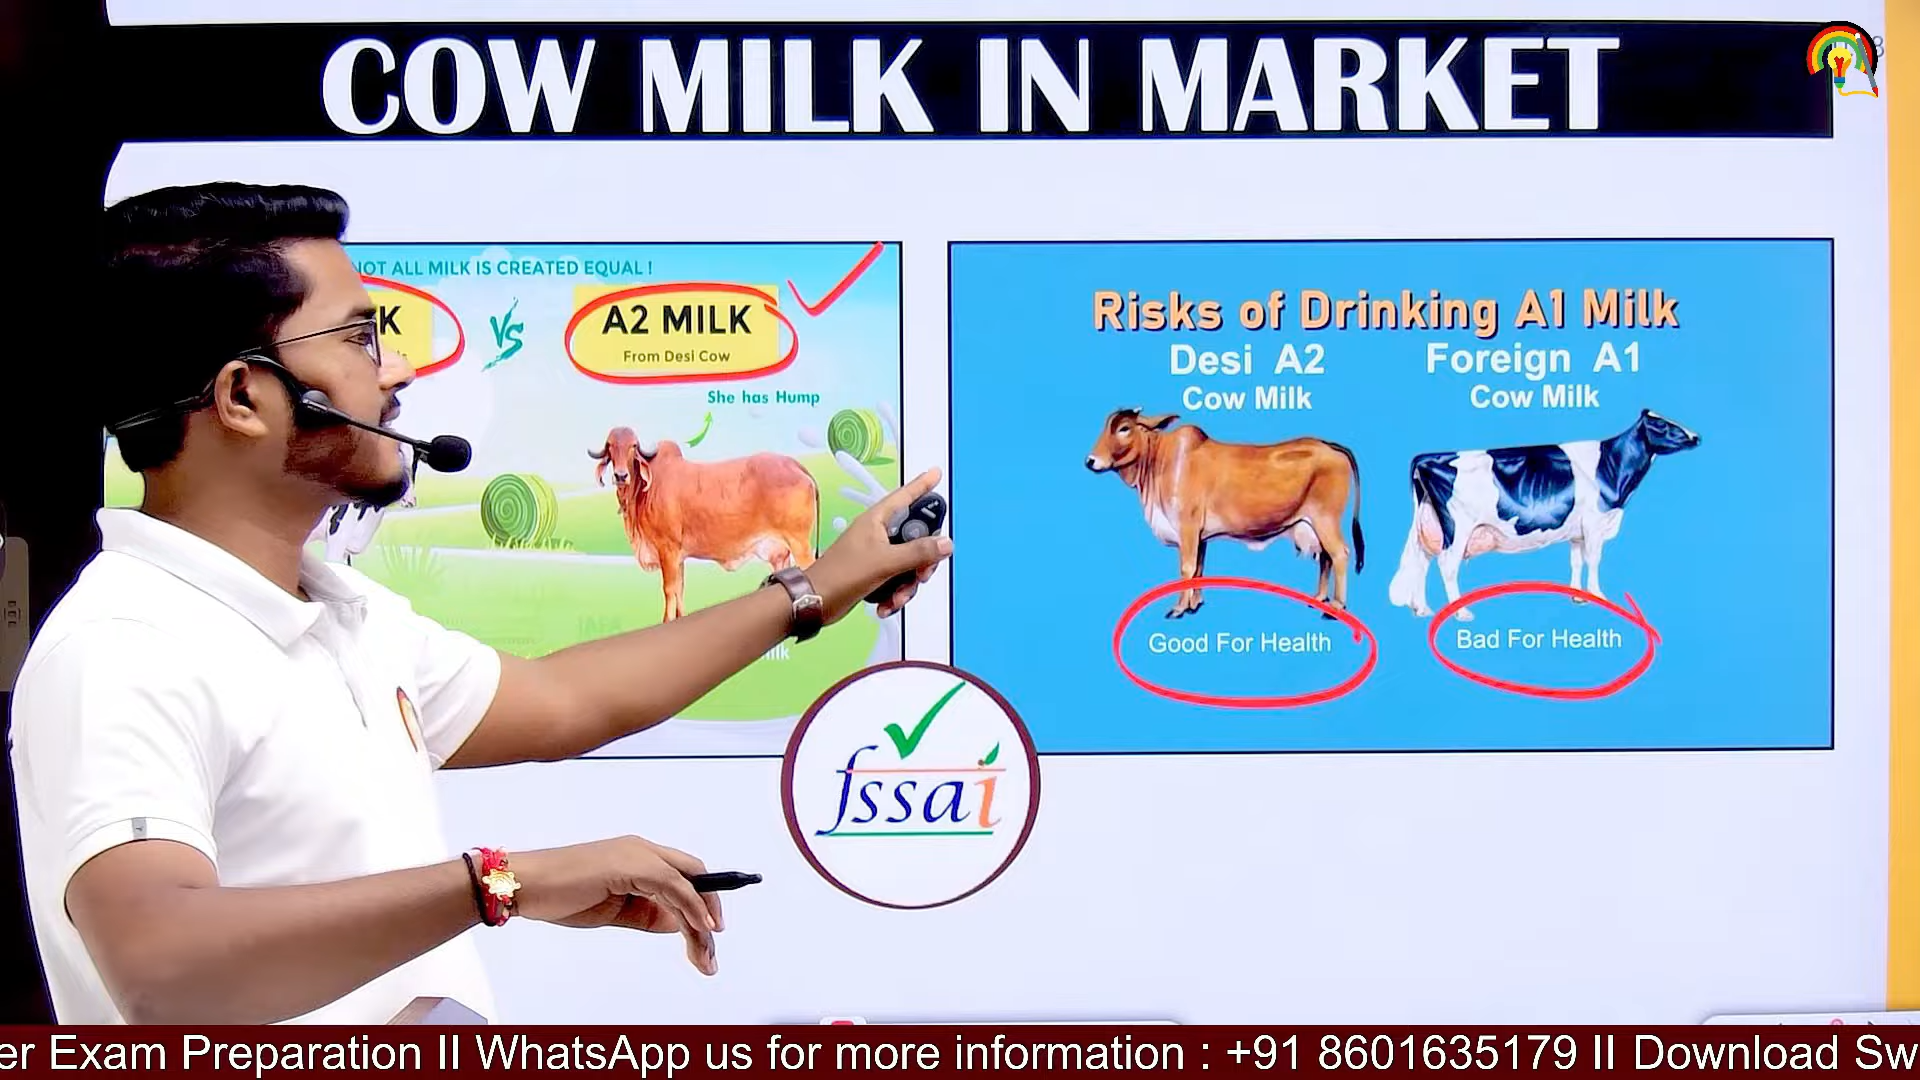 COW MILK IN MARKET
NOT ALL MILK IS CREATED EQUAL !
VS
A2 MILK
From Desi Cow
She has Hump
Risks of Drinking A1 Milk
Desi A2
Cow Milk
Foreign A1
Cow Milk
Good For Health
Bad For Health
fssai
er Exam Preparation II WhatsApp us for more information : +91 8601635179 II Download Sw